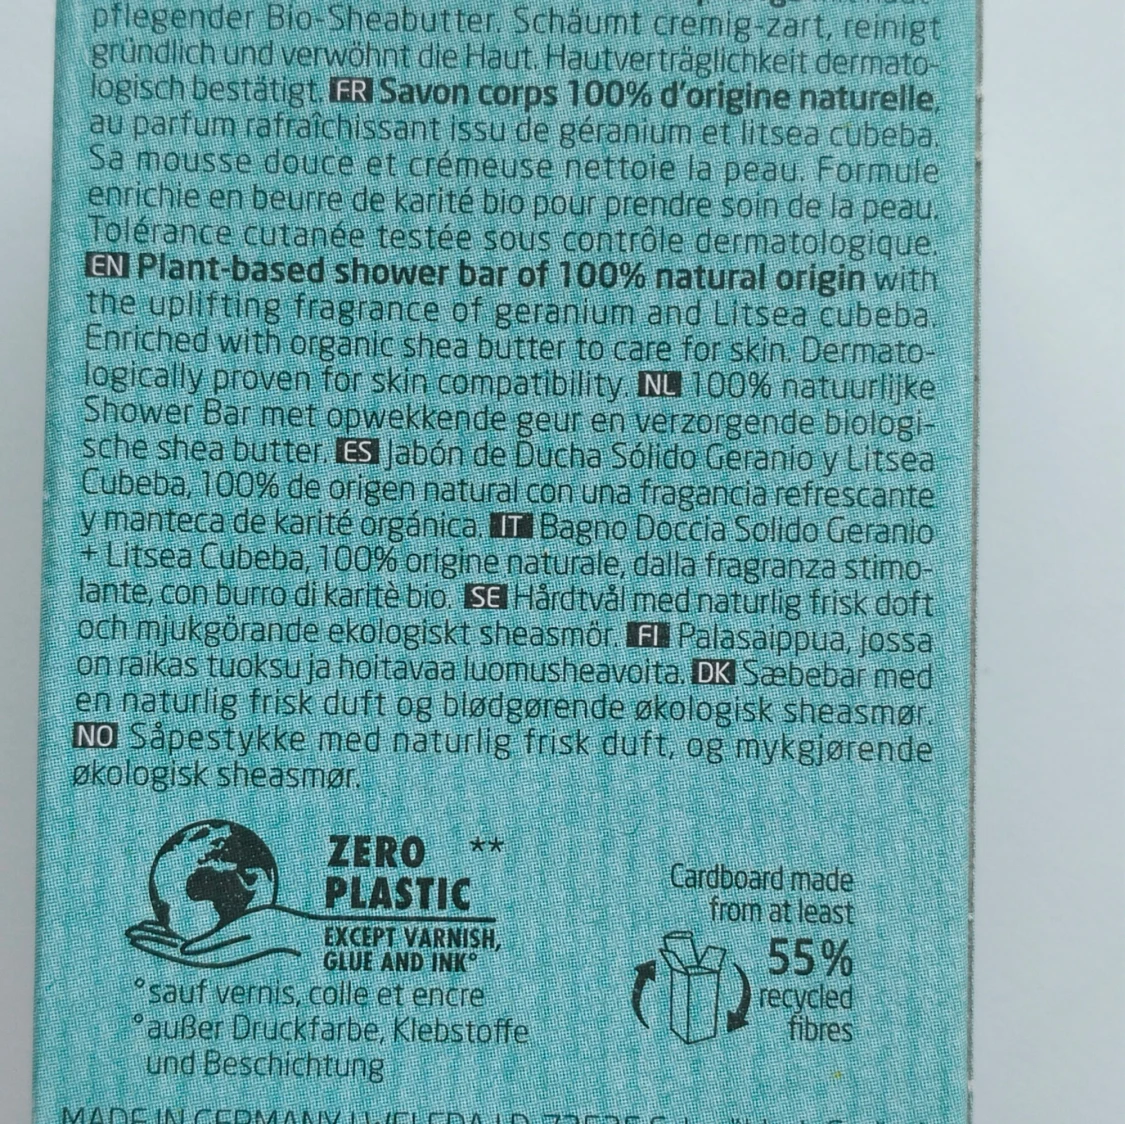 pflegender Bio-Sheabutter. Schäumt cremig-zart, reinigt
gründlich und verwöhnt die Haut. Hautverträglichkeit dermato-
logisch bestätigt. FR Savon corps 100% d'origine naturelle,
au parfum rafraîchissant issu de géranium et litsea cubeba.
Sa mousse douce et crémeuse nettoie la peau. Formule
enrichie en beurre de karité bio pour prendre soin de la peau.
Tolérance cutanée testée sous contrôle dermatologique.
EN Plant-based shower bar of 100% natural origin with
the uplifting fragrance of geranium and Litsea cubeba.
Enriched with organic shea butter to care for skin. Dermato-
logically proven for skin compatibility. NL 100% natuurlijke
Shower Bar met opwekkende geur en verzorgende biologi-
sche shea butter. ES Jabón de Ducha Sólido Geranio y Litsea
Cubeba, 100% de origen natural con una fragancia refrescante
y manteca de karité orgánica. IT Bagno Doccia Solido Geranio
+ Litsea Cubeba, 100% origine naturale, dalla fragranza stimo-
lante, con burro di karitè bio. SE Hårdtvål med naturlig frisk doft
och mjukgörande ekologiskt sheasmör. FI Palasaippua, jossa
on raikas tuoksu ja hoitavaa luomusheavoita. DK Sæbebar med
en naturlig frisk duft og blødgørende økologisk sheasmør.
NO Såpestykke med naturlig frisk duft, og mykgjørende
økologisk sheasmør.
ZERO **
PLASTIC
EXCEPT VARNISH,
GLUE AND INK°
°sauf vernis, colle et encre
°außer Druckfarbe, Klebstoffe
und Beschichtung
Cardboard made
from at least
55%
recycled
fibres
MADE IN GERMANY | WELEDA